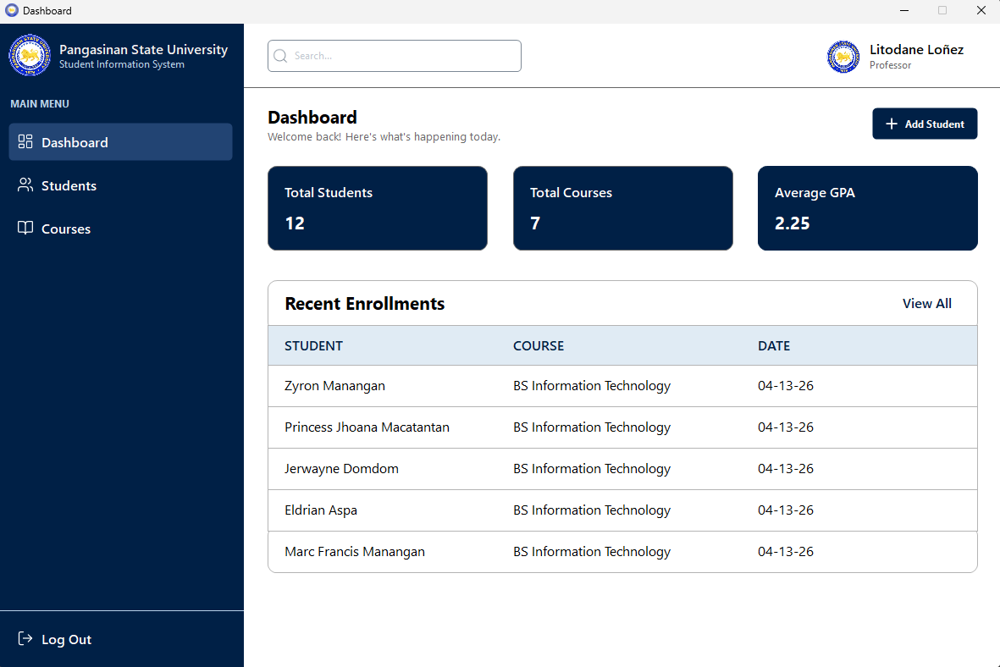 Dashboard
Pangasinan State University
Student Information System
MAIN MENU
Dashboard
Students
Courses
Log Out
Search...
Litodane Loñez
Professor
Dashboard
Welcome back! Here's what's happening today.
Add Student
Total Students
12
Total Courses
7
Average GPA
2.25
Recent Enrollments
View All
STUDENT COURSE DATE
Zyron Manangan BS Information Technology 04-13-26
Princess Jhoana Macatantan BS Information Technology 04-13-26
Jerwayne Domdom BS Information Technology 04-13-26
Eldrian Aspa BS Information Technology 04-13-26
Marc Francis Manangan BS Information Technology 04-13-26